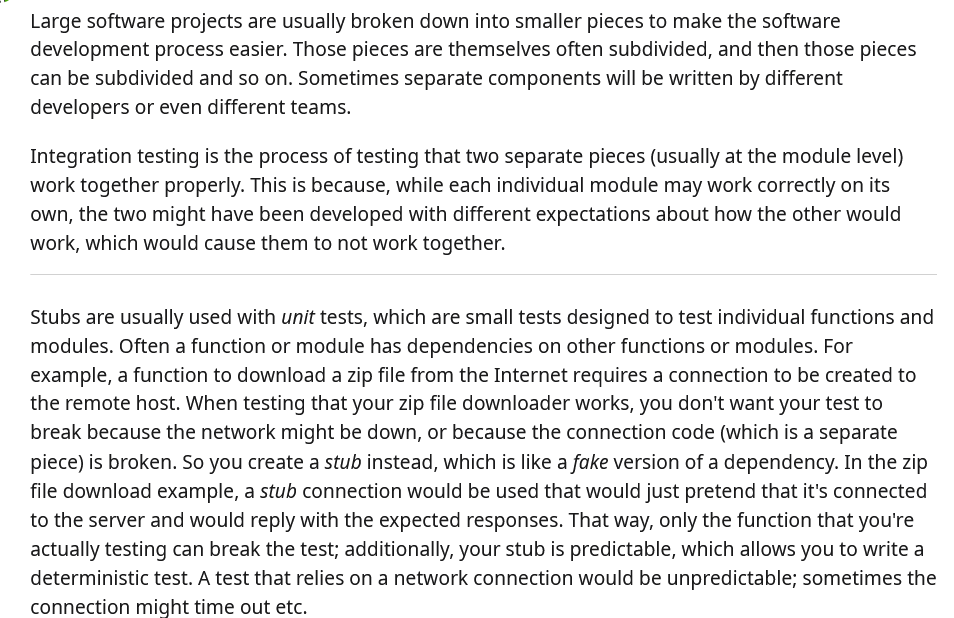 Large software projects are usually broken down into smaller pieces to make the software
development process easier. Those pieces are themselves often subdivided, and then those pieces
can be subdivided and so on. Sometimes separate components will be written by different
developers or even different teams.
Integration testing is the process of testing that two separate pieces (usually at the module level)
work together properly. This is because, while each individual module may work correctly on its
own, the two might have been developed with different expectations about how the other would
work, which would cause them to not work together.
Stubs are usually used with unit tests, which are small tests designed to test individual functions and
modules. Often a function or module has dependencies on other functions or modules. For
example, a function to download a zip file from the Internet requires a connection to be created to
the remote host. When testing that your zip file downloader works, you don't want your test to
break because the network might be down, or because the connection code (which is a separate
piece) is broken. So you create a stub instead, which is like a fake version of a dependency. In the zip
file download example, a stub connection would be used that would just pretend that it's connected
to the server and would reply with the expected responses. That way, only the function that you're
actually testing can break the test; additionally, your stub is predictable, which allows you to write a
deterministic test. A test that relies on a network connection would be unpredictable; sometimes the
connection might time out etc.